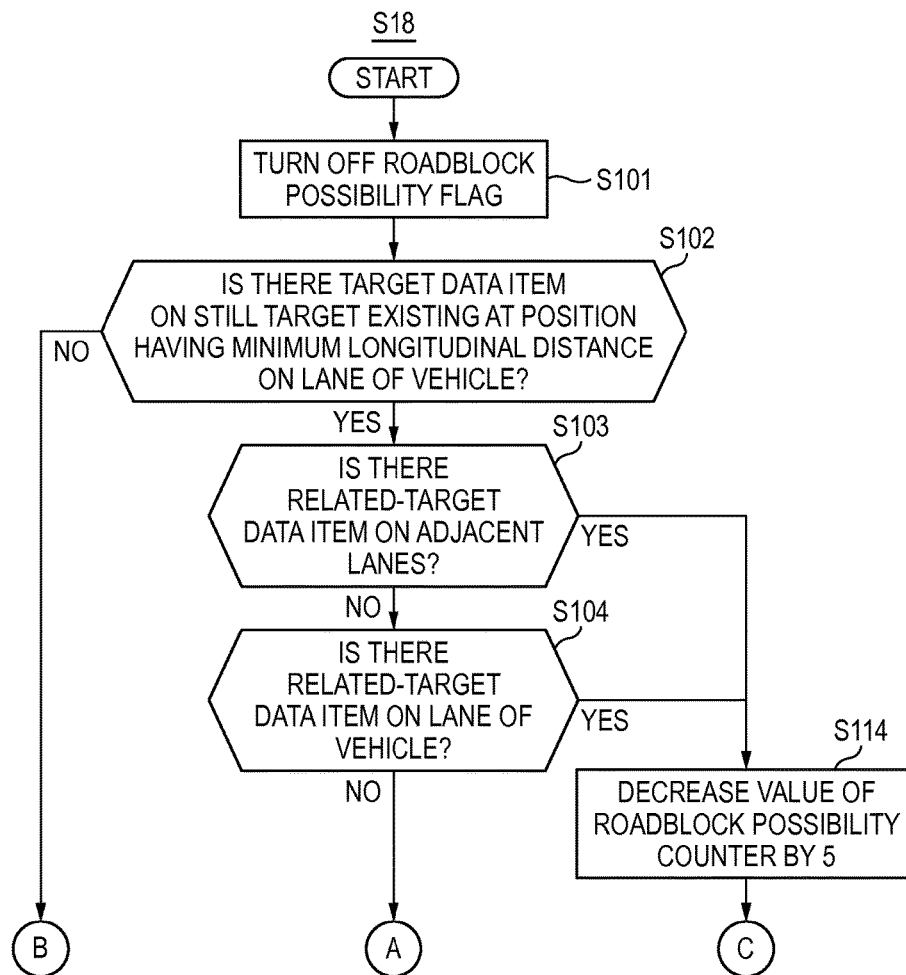 S18
START
TURN OFF ROADBLOCK
POSSIBILITY FLAG
S101
S102
IS THERE TARGET DATA ITEM
ON STILL TARGET EXISTING AT POSITION
HAVING MINIMUM LONGITUDINAL DISTANCE
ON LANE OF VEHICLE?
NO
YES
S103
IS THERE
RELATED-TARGET
DATA ITEM ON ADJACENT
LANES?
YES
NO
S104
IS THERE
RELATED-TARGET
DATA ITEM ON LANE OF
VEHICLE?
YES
NO
S114
DECREASE VALUE OF
ROADBLOCK POSSIBILITY
COUNTER BY 5
B
A
C